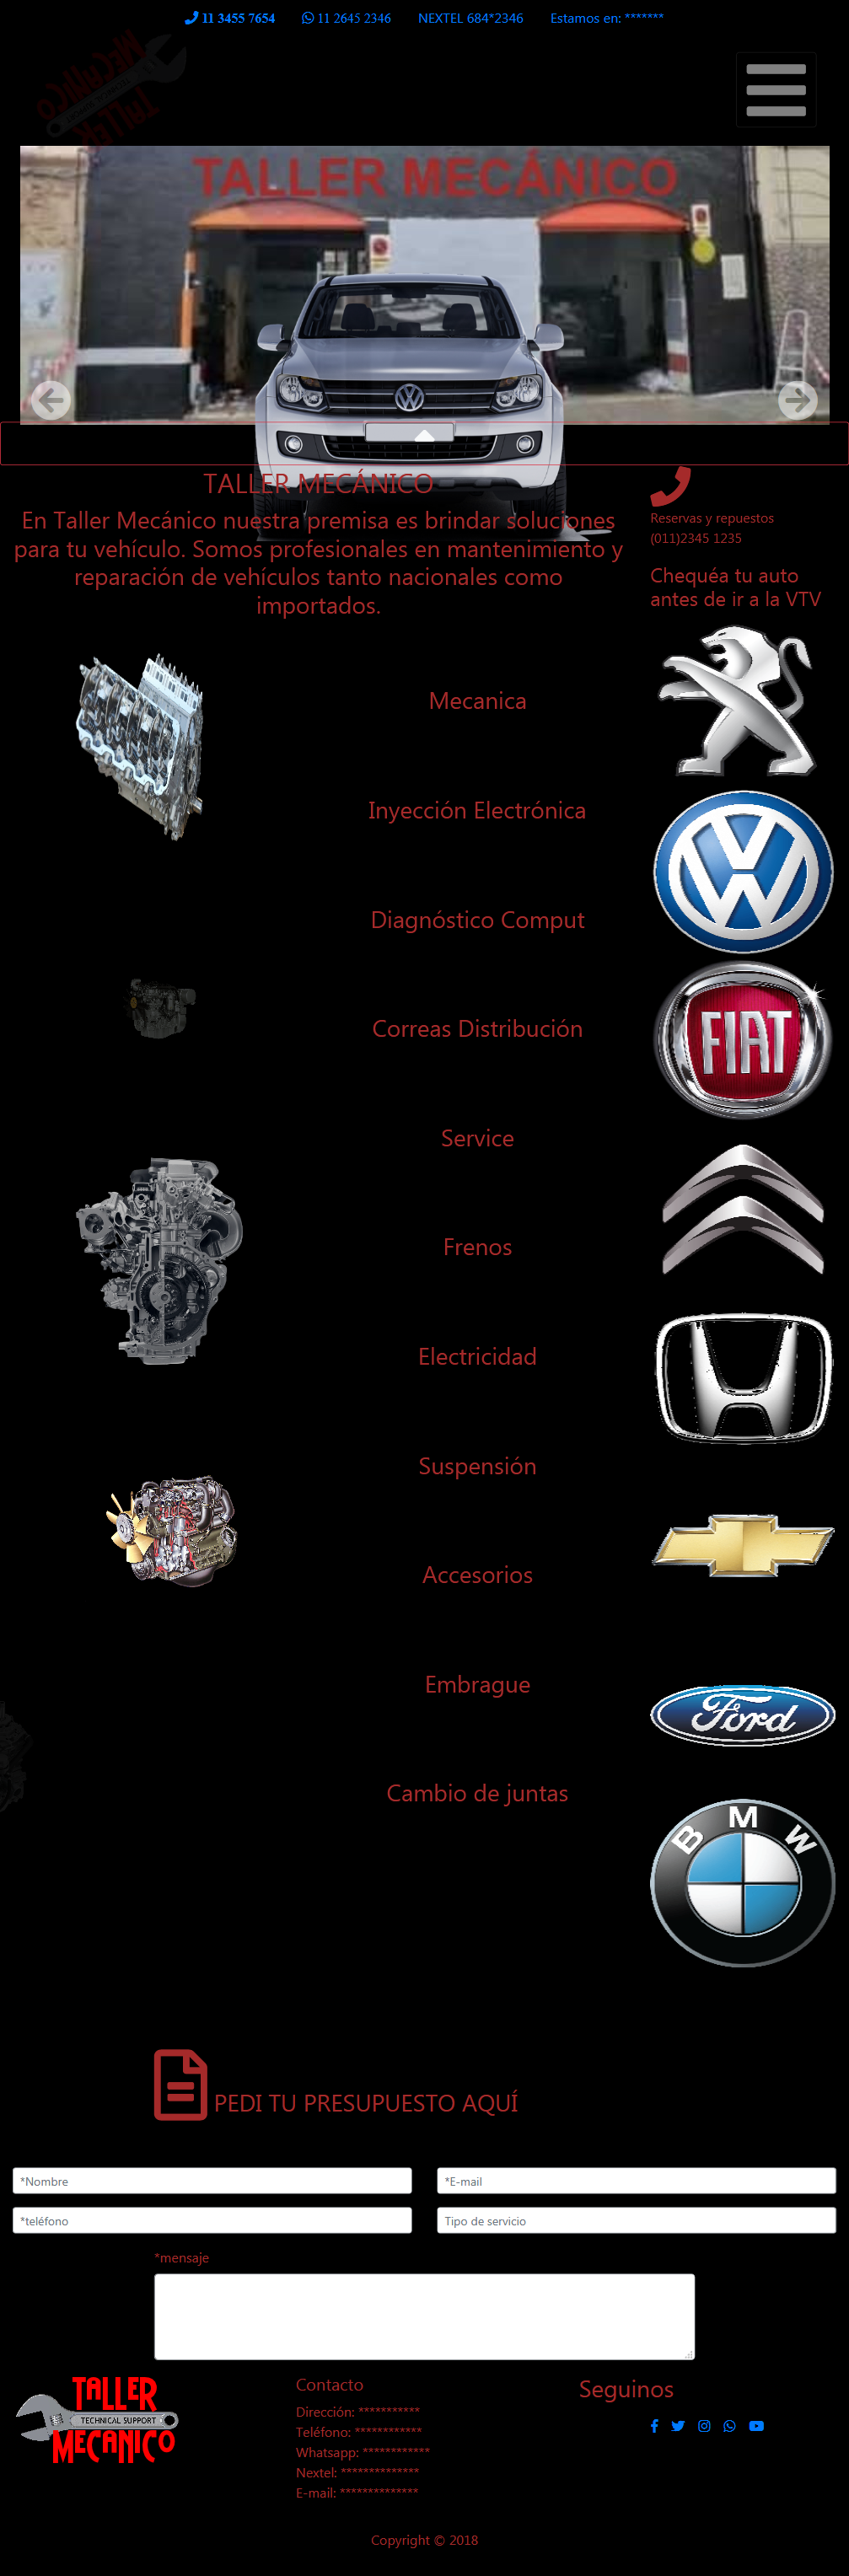 11 3455 7654 11 2645 2346 NEXTEL 684*2346 Estamos en: *******
TALLER
MECANICO
TALLER MECÁNICO
TALLER MECÁNICO
En Taller Mecánico nuestra premisa es brindar soluciones
para tu vehículo. Somos profesionales en mantenimiento y
reparación de vehículos tanto nacionales como
importados.
Reservas y repuestos
(011)2345 1235
Chequéa tu auto
antes de ir a la VTV
Mecanica
Inyección Electrónica
Diagnóstico Comput
Correas Distribución
Service
Frenos
Electricidad
Suspensión
Accesorios
Embrague
Cambio de juntas
FIAT
Ford
BMW
PEDI TU PRESUPUESTO AQUÍ
*Nombre
*E-mail
*teléfono
Tipo de servicio
*mensaje
TALLER
TECHNICAL SUPPORT
MECANICO
Contacto
Dirección: ***********
Teléfono: ************
Whatsapp: ************
Nextel: **************
E-mail: **************
Seguinos
Copyright © 2018